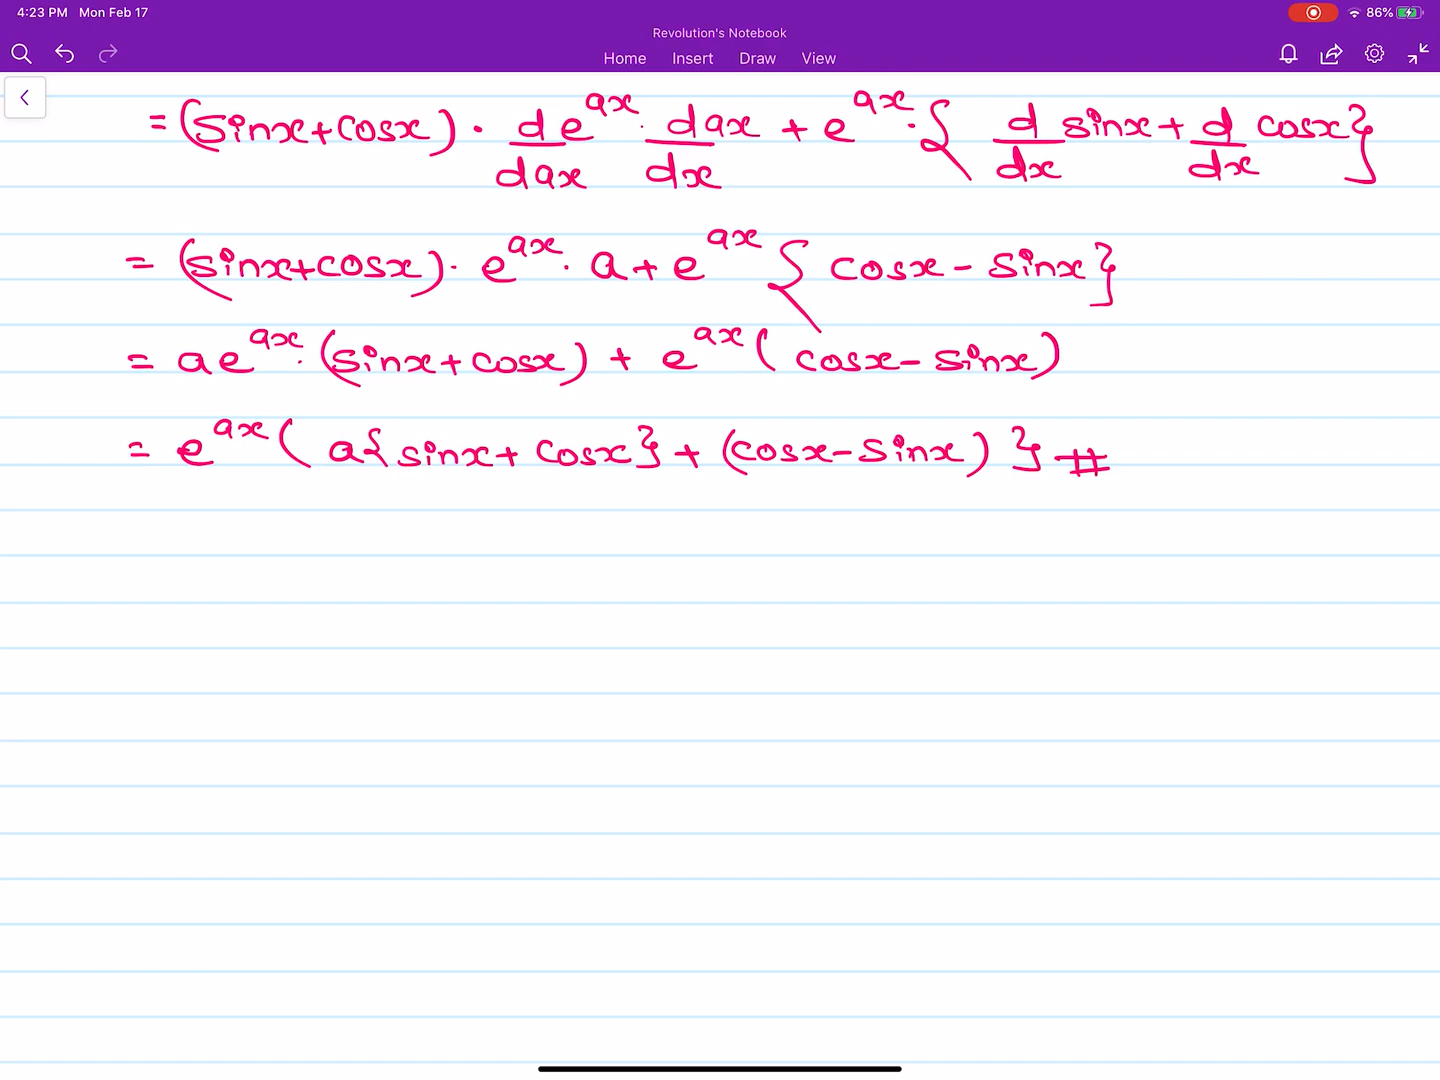 4:23 PM Mon Feb 17
86%
Revolution's Notebook
Home Insert Draw View
= (sinx+cosx) · de^ax/dax · dax/dx + e^ax · { d/dx sinx + d/dx cosx}
= (sinx+cosx) · e^ax · a + e^ax { cosx - sinx}
= ae^ax · (sinx + cosx) + e^ax ( cosx - sinx)
= e^ax ( a{sinx + cosx} + (cosx - sinx) } #